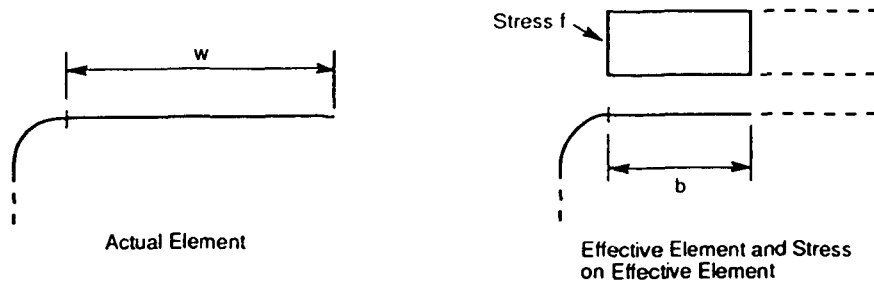 Stress f
w
b
Actual Element
Effective Element and Stress
on Effective Element